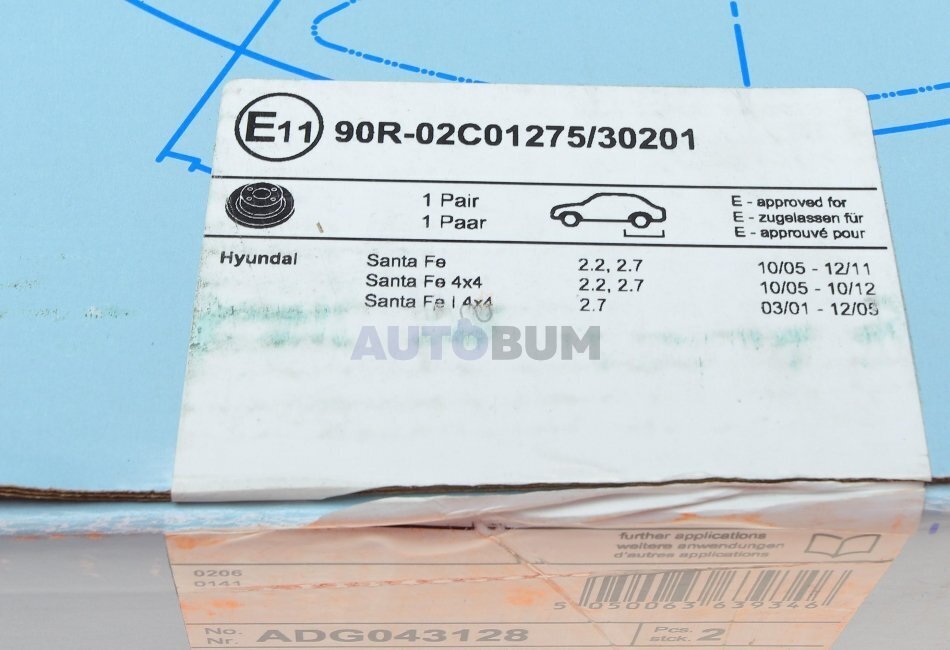 E11 90R-02C01275/30201
1 Pair
1 Paar
E - approved for
E - zugelassen für
E - approuvé pour
Hyundai Santa Fe 2.2, 2.7 10/05 - 12/11
Santa Fe 4x4 2.2, 2.7 10/05 - 10/12
Santa Fe I 4x4 2.7 03/01 - 12/05
AUTOBUM
further applications
weitere anwendungen
d'autres applications
0206
0141
5 050063 639346
No. Nr. ADG043128 Pcs. stck. 2